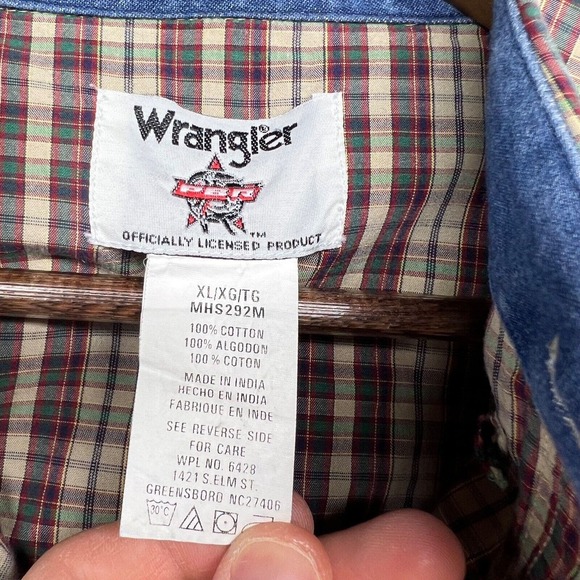 Wrangler
PBR
OFFICIALLY LICENSED PRODUCT ™
XL/XG/TG
MHS292M
100% COTTON
100% ALGODON
100% COTON
MADE IN INDIA
HECHO EN INDIA
FABRIQUE EN INDE
SEE REVERSE SIDE
FOR CARE
WPL NO. 6428
1421 S.ELM ST.
GREENSBORO NC27406
30°C